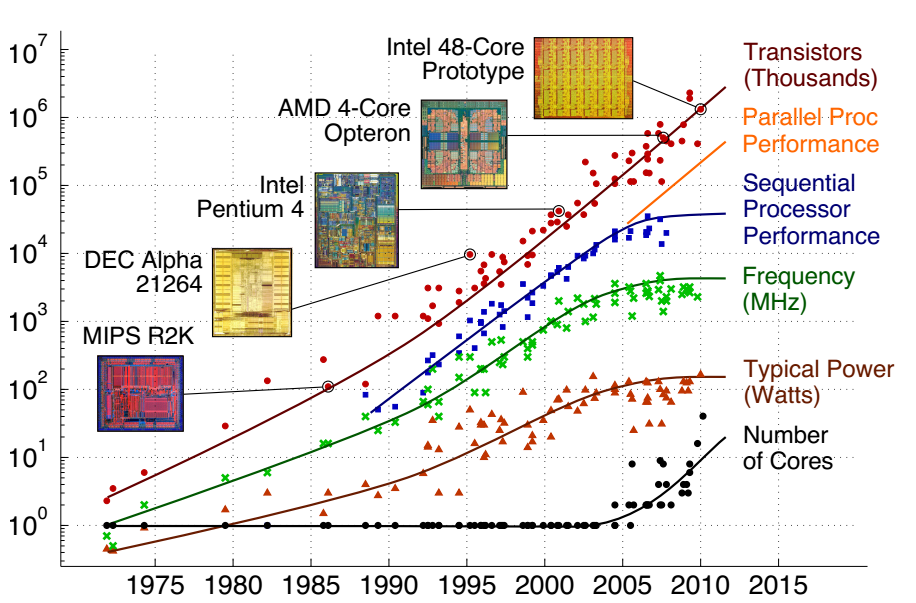 10^7
10^6
10^5
10^4
10^3
10^2
10^1
10^0
1975
1980
1985
1990
1995
2000
2005
2010
2015
MIPS R2K
DEC Alpha
21264
Intel
Pentium 4
AMD 4-Core
Opteron
Intel 48-Core
Prototype
Transistors
(Thousands)
Parallel Proc
Performance
Sequential
Processor
Performance
Frequency
(MHz)
Typical Power
(Watts)
Number
of Cores